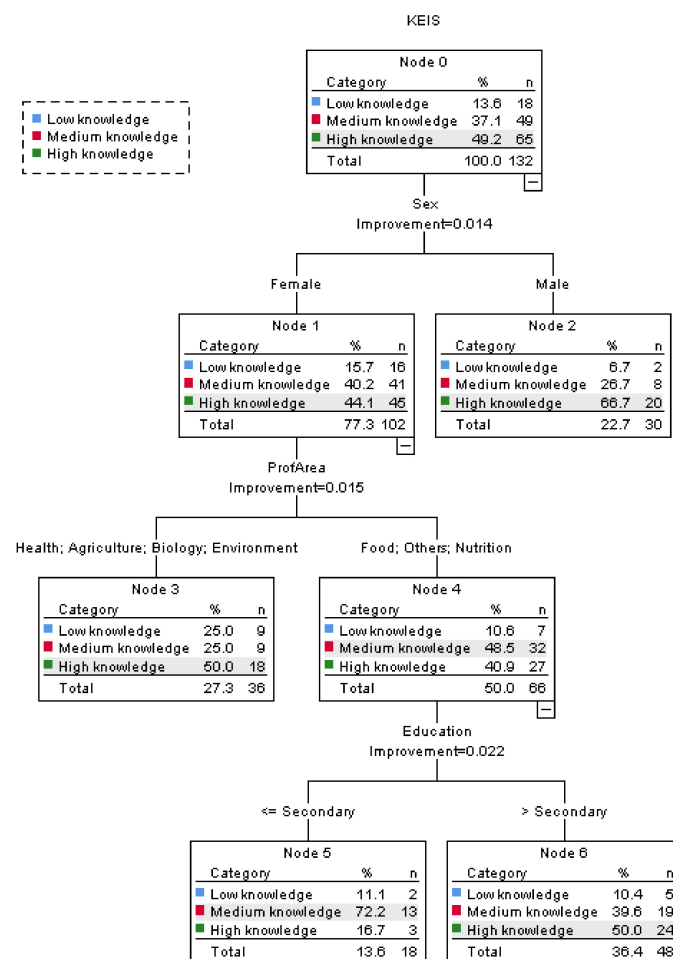 KEIS
Node 0
Category % n
Low knowledge 13.6 18
Medium knowledge 37.1 49
High knowledge 49.2 65
Total 100.0 132
Low knowledge
Medium knowledge
High knowledge
Sex
Improvement=0.014
Female
Male
Node 1
Category % n
Low knowledge 15.7 16
Medium knowledge 40.2 41
High knowledge 44.1 45
Total 77.3 102
Node 2
Category % n
Low knowledge 6.7 2
Medium knowledge 26.7 8
High knowledge 66.7 20
Total 22.7 30
ProfArea
Improvement=0.015
Health; Agriculture; Biology; Environment
Food; Others; Nutrition
Node 3
Category % n
Low knowledge 25.0 9
Medium knowledge 25.0 9
High knowledge 50.0 18
Total 27.3 36
Node 4
Category % n
Low knowledge 10.6 7
Medium knowledge 48.5 32
High knowledge 40.9 27
Total 50.0 66
Education
Improvement=0.022
<= Secondary
> Secondary
Node 5
Category % n
Low knowledge 11.1 2
Medium knowledge 72.2 13
High knowledge 16.7 3
Total 13.6 18
Node 6
Category % n
Low knowledge 10.4 5
Medium knowledge 39.6 19
High knowledge 50.0 24
Total 36.4 48